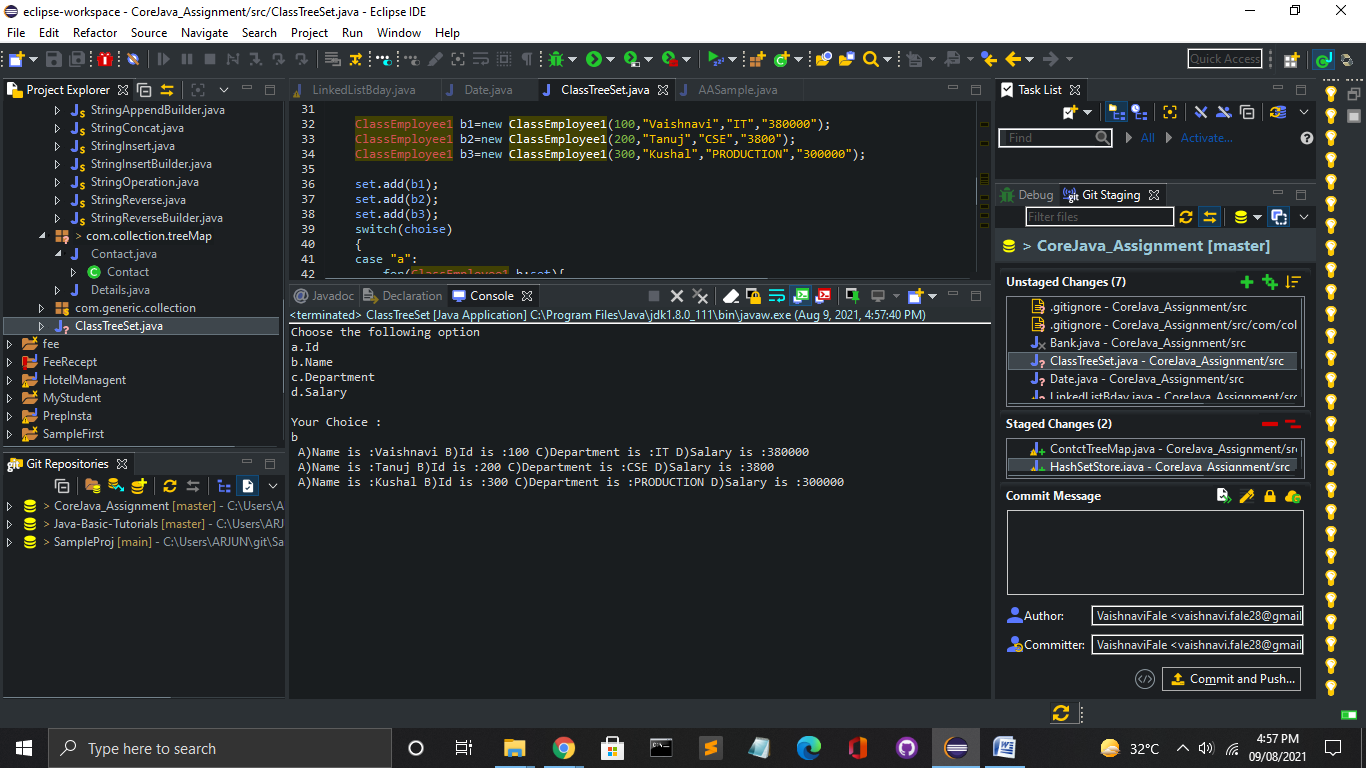 eclipse-workspace - CoreJava_Assignment/src/ClassTreeSet.java - Eclipse IDE
File Edit Refactor Source Navigate Search Project Run Window Help
Quick Access
Project Explorer
StringAppendBuilder.java
StringConcat.java
StringInsert.java
StringInsertBuilder.java
StringOperation.java
StringReverse.java
StringReverseBuilder.java
> com.collection.treeMap
Contact.java
Contact
Details.java
com.generic.collection
ClassTreeSet.java
fee
FeeRecept
HotelManagent
MyStudent
PrepInsta
SampleFirst
Git Repositories
> CoreJava_Assignment [master] - C:\Users\A
> Java-Basic-Tutorials [master] - C:\Users\ARJ
> SampleProj [main] - C:\Users\ARJUN\git\Sa
LinkedListBday.java Date.java ClassTreeSet.java AASample.java
31
32 ClassEmployee1 b1=new ClassEmployee1(100,"Vaishnavi","IT","380000");
33 ClassEmployee1 b2=new ClassEmployee1(200,"Tanuj","CSE","3800");
34 ClassEmployee1 b3=new ClassEmployee1(300,"Kushal","PRODUCTION","300000");
35
36 set.add(b1);
37 set.add(b2);
38 set.add(b3);
39 switch(choise)
40 {
41 case "a":
42 for(ClassEmployee1 b:set){
Javadoc Declaration Console
<terminated> ClassTreeSet [Java Application] C:\Program Files\Java\jdk1.8.0_111\bin\javaw.exe (Aug 9, 2021, 4:57:40 PM)
Choose the following option
a.Id
b.Name
c.Department
d.Salary
Your Choice :
b
A)Name is :Vaishnavi B)Id is :100 C)Department is :IT D)Salary is :380000
A)Name is :Tanuj B)Id is :200 C)Department is :CSE D)Salary is :3800
A)Name is :Kushal B)Id is :300 C)Department is :PRODUCTION D)Salary is :300000
Task List
Find All Activate...
Debug Git Staging
Filter files
> CoreJava_Assignment [master]
Unstaged Changes (7)
.gitignore - CoreJava_Assignment/src
.gitignore - CoreJava_Assignment/src/com/col
Bank.java - CoreJava_Assignment/src
ClassTreeSet.java - CoreJava_Assignment/src
Date.java - CoreJava_Assignment/src
LinkedListBday.java - CoreJava_Assignment/src
Staged Changes (2)
ContctTreeMap.java - CoreJava_Assignment/sr
HashSetStore.java - CoreJava_Assignment/src
Commit Message
Author: VaishnaviFale <vaishnavi.fale28@gmail
Committer: VaishnaviFale <vaishnavi.fale28@gmail
Commit and Push...
Type here to search
32°C
4:57 PM
09/08/2021